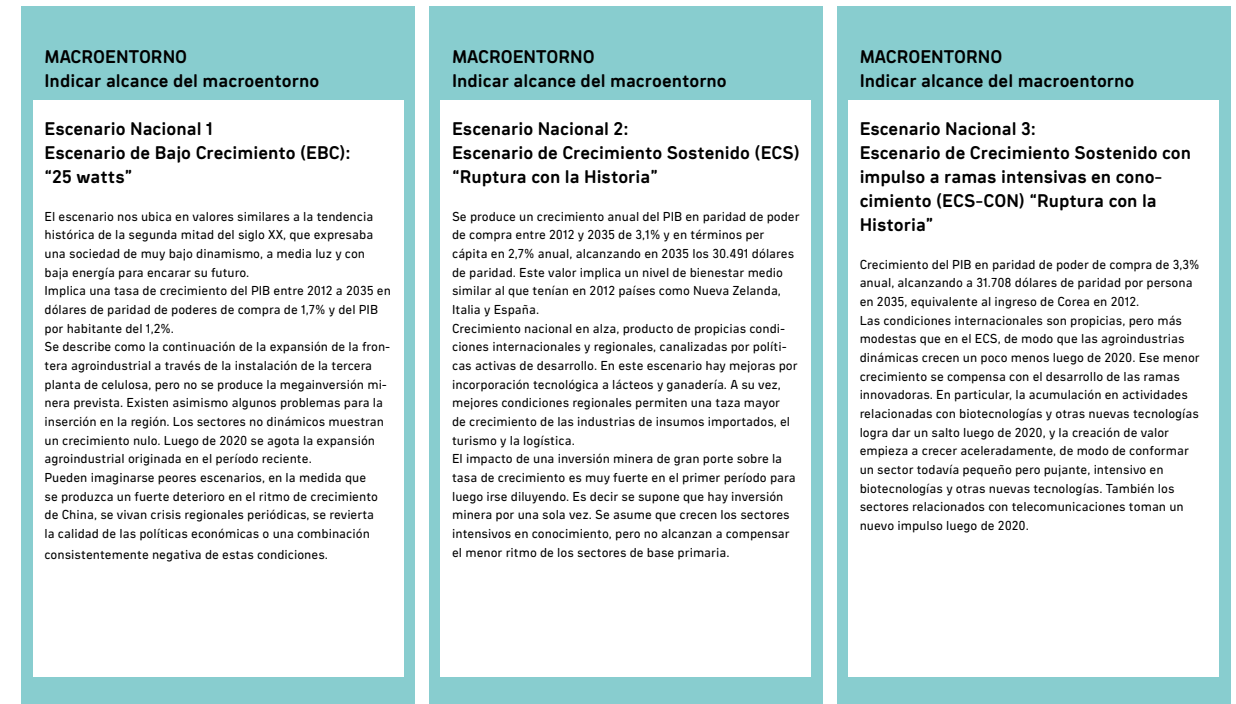 MACROENTORNO
Indicar alcance del macroentorno
Escenario Nacional 1
Escenario de Bajo Crecimiento (EBC):
“25 watts”
El escenario nos ubica en valores similares a la tendencia
histórica de la segunda mitad del siglo XX, que expresaba
una sociedad de muy bajo dinamismo, a media luz y con
baja energía para encarar su futuro.
Implica una tasa de crecimiento del PIB entre 2012 a 2035 en
dólares de paridad de poderes de compra de 1,7% y del PIB
por habitante del 1,2%.
Se describe como la continuación de la expansión de la fron-
tera agroindustrial a través de la instalación de la tercera
planta de celulosa, pero no se produce la megainversión mi-
nera prevista. Existen asimismo algunos problemas para la
inserción en la región. Los sectores no dinámicos muestran
un crecimiento nulo. Luego de 2020 se agota la expansión
agroindustrial originada en el período reciente.
Pueden imaginarse peores escenarios, en la medida que
se produzca un fuerte deterioro en el ritmo de crecimiento
de China, se vivan crisis regionales periódicas, se revierta
la calidad de las políticas económicas o una combinación
consistentemente negativa de estas condiciones.
MACROENTORNO
Indicar alcance del macroentorno
Escenario Nacional 2:
Escenario de Crecimiento Sostenido (ECS)
“Ruptura con la Historia”
Se produce un crecimiento anual del PIB en paridad de poder
de compra entre 2012 y 2035 de 3,1% y en términos per
cápita en 2,7% anual, alcanzando en 2035 los 30.491 dólares
de paridad. Este valor implica un nivel de bienestar medio
similar al que tenían en 2012 países como Nueva Zelanda,
Italia y España.
Crecimiento nacional en alza, producto de propicias condi-
ciones internacionales y regionales, canalizadas por políti-
cas activas de desarrollo. En este escenario hay mejoras por
incorporación tecnológica a lácteos y ganadería. A su vez,
mejores condiciones regionales permiten una taza mayor
de crecimiento de las industrias de insumos importados, el
turismo y la logística.
El impacto de una inversión minera de gran porte sobre la
tasa de crecimiento es muy fuerte en el primer período para
luego irse diluyendo. Es decir se supone que hay inversión
minera por una sola vez. Se asume que crecen los sectores
intensivos en conocimiento, pero no alcanzan a compensar
el menor ritmo de los sectores de base primaria.
MACROENTORNO
Indicar alcance del macroentorno
Escenario Nacional 3:
Escenario de Crecimiento Sostenido con
impulso a ramas intensivas en cono-
cimiento (ECS-CON) “Ruptura con la
Historia”
Crecimiento del PIB en paridad de poder de compra de 3,3%
anual, alcanzando a 31.708 dólares de paridad por persona
en 2035, equivalente al ingreso de Corea en 2012.
Las condiciones internacionales son propicias, pero más
modestas que en el ECS, de modo que las agroindustrias
dinámicas crecen un poco menos luego de 2020. Ese menor
crecimiento se compensa con el desarrollo de las ramas
innovadoras. En particular, la acumulación en actividades
relacionadas con biotecnologías y otras nuevas tecnologías
logra dar un salto luego de 2020, y la creación de valor
empieza a crecer aceleradamente, de modo de conformar
un sector todavía pequeño pero pujante, intensivo en
biotecnologías y otras nuevas tecnologías. También los
sectores relacionados con telecomunicaciones toman un
nuevo impulso luego de 2020.